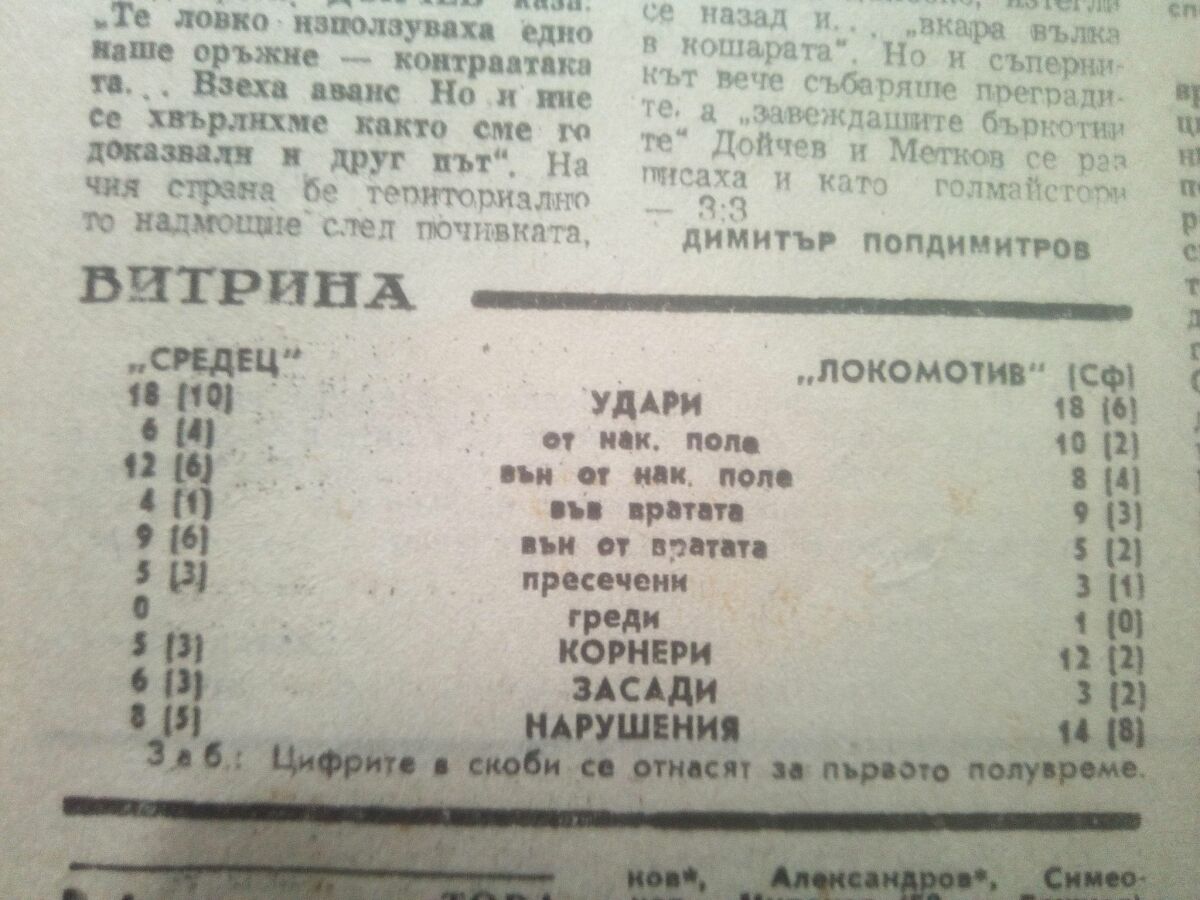 „Те ловко използуваха едно
наше оръжие — контраатака
та... Взеха аванс Но и ние
се хвърлихме както сме го
доказвали и друг път“. На
чия страна бе териториално
то надмощие след почивката,
се назад и... „вкара вълка
в кошарата“. Но и съперни-
кът вече събаряше прегради-
те, а „завеждащите бъркотии
те“ Дойчев и Метков се раз
писаха и като голмайстори
— 3:3
ДИМИТЪР ПОПДИМИТРОВ
ВИТРИНА
„СРЕДЕЦ“ „ЛОКОМОТИВ“ (Сф)
18 (10) УДАРИ 18 (6)
6 (4) от нак. поле 10 (2)
12 (6) вън от нак. поле 8 (4)
4 (1) във вратата 9 (3)
9 (6) вън от вратата 5 (2)
5 (3) пресечени 3 (1)
0 греди 1 (0)
5 (3) КОРНЕРИ 12 (2)
6 (3) ЗАСАДИ 3 (2)
8 (5) НАРУШЕНИЯ 14 (8)
Заб.: Цифрите в скоби се отнасят за първото полувреме.
ков*, Александров*, Симео-